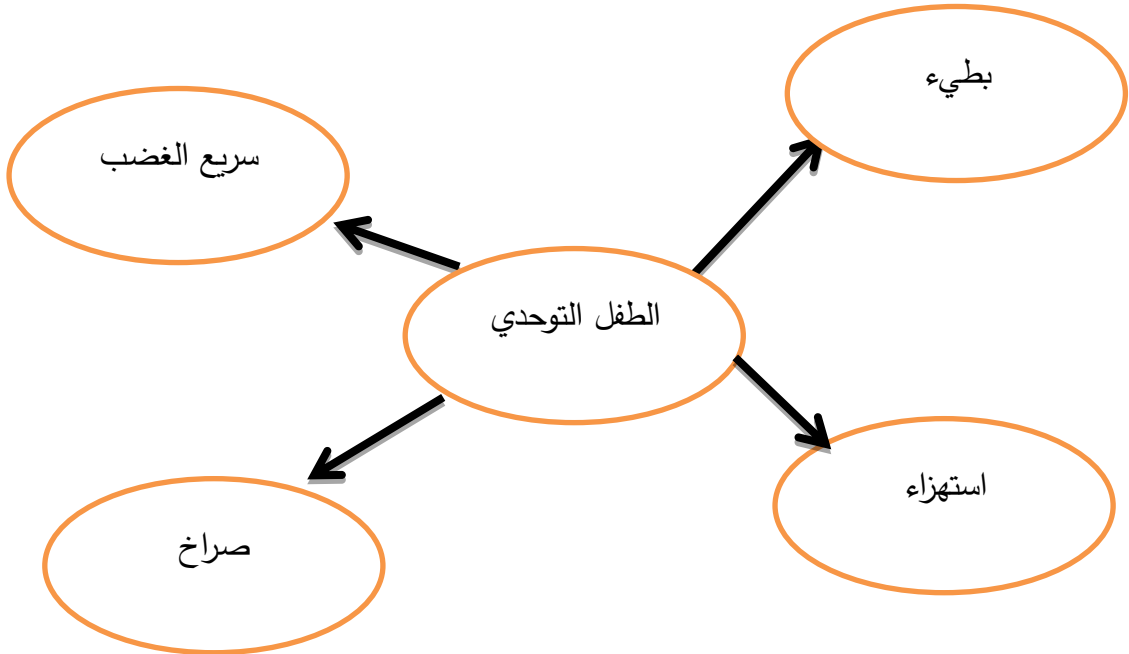 بطيء
سريع الغضب
الطفل التوحدي
استهزاء
صراخ